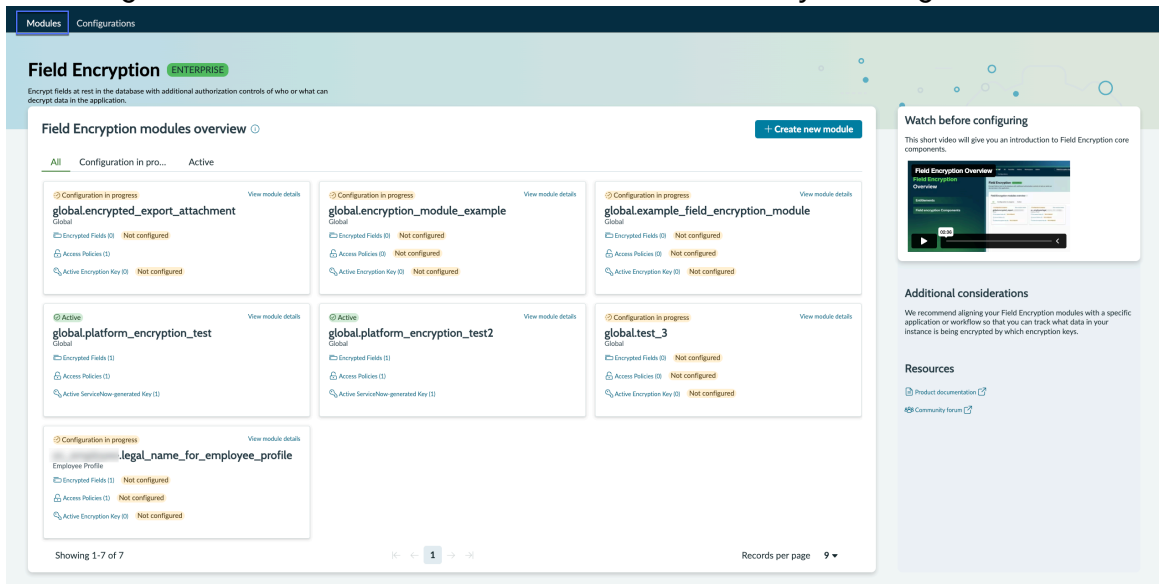 Modules Configurations
Field Encryption ENTERPRISE
Encrypt fields at rest in the database with additional authorization controls of who or what can
decrypt data in the application.
Field Encryption modules overview
+ Create new module
All Configuration in pro... Active
Configuration in progress View module details
global.encrypted_export_attachment
Global
Encrypted Fields (0) Not configured
Access Policies (1)
Active Encryption Key (0) Not configured
Configuration in progress View module details
global.encryption_module_example
Global
Encrypted Fields (0) Not configured
Access Policies (0) Not configured
Active Encryption Key (0) Not configured
Configuration in progress View module details
global.example_field_encryption_module
Global
Encrypted Fields (0) Not configured
Access Policies (0) Not configured
Active Encryption Key (0) Not configured
Active View module details
global.platform_encryption_test
Global
Encrypted Fields (1)
Access Policies (1)
Active ServiceNow-generated Key (1)
Active View module details
global.platform_encryption_test2
Global
Encrypted Fields (1)
Access Policies (1)
Active ServiceNow-generated Key (1)
Configuration in progress View module details
global.test_3
Global
Encrypted Fields (0) Not configured
Access Policies (0) Not configured
Active Encryption Key (0) Not configured
Configuration in progress View module details
.legal_name_for_employee_profile
Employee Profile
Encrypted Fields (1) Not configured
Access Policies (1) Not configured
Active Encryption Key (0) Not configured
Showing 1-7 of 7
1
Records per page 9
Watch before configuring
This short video will give you an introduction to Field Encryption core
components.
Field Encryption Overview
Field Encryption
Overview
Entitlements
Field encryption Components
02:36
Additional considerations
We recommend aligning your Field Encryption modules with a specific
application or workflow so that you can track what data in your
instance is being encrypted by which encryption keys.
Resources
Product documentation
Community forum